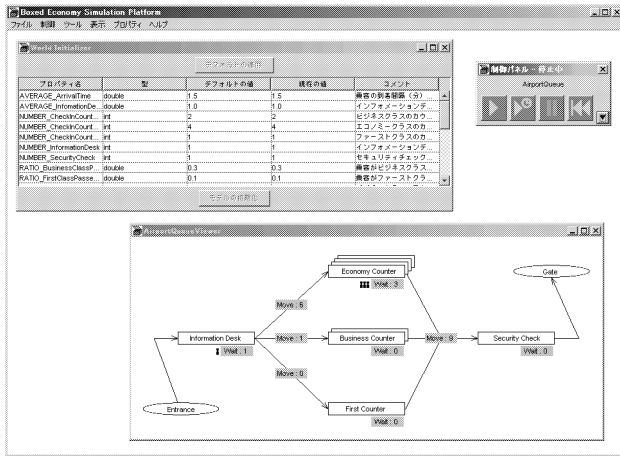 Boxed Economy Simulation Platform
ファイル 制御 ツール 表示 プロパティ ヘルプ
World Initializer
デフォルトの適用
プロパティ名 型 デフォルトの値 現在の値 コメント
AVERAGE_ArrivalTime double 1.5 1.5 乗客の到着間隔（分）...
AVERAGE_InfomationDe... double 1.0 1.0 インフォメーションデ...
NUMBER_CheckInCount... int 2 2 ビジネスクラスのカウ...
NUMBER_CheckInCount... int 4 4 エコノミークラスのカ...
NUMBER_CheckInCount... int 1 1 ファーストクラスのカ...
NUMBER_InformationDesk int 1 1 インフォメーションデ...
NUMBER_SecurityCheck int 1 1 セキュリティチェック...
RATIO_BusinessClassP... double 0.3 0.3 乗客がビジネスクラス...
RATIO_FirstClassPasse... double 0.1 0.1 乗客がファーストクラ...
モデルの初期化
制御パネル - 停止中
AirportQueue
AirportQueueViewer
Economy Counter
Wait : 3
Gate
Move : 6
Information Desk
Wait : 1
Move : 1
Business Counter
Wait : 0
Move : 9
Security Check
Wait : 0
Move : 0
Entrance
First Counter
Wait : 0